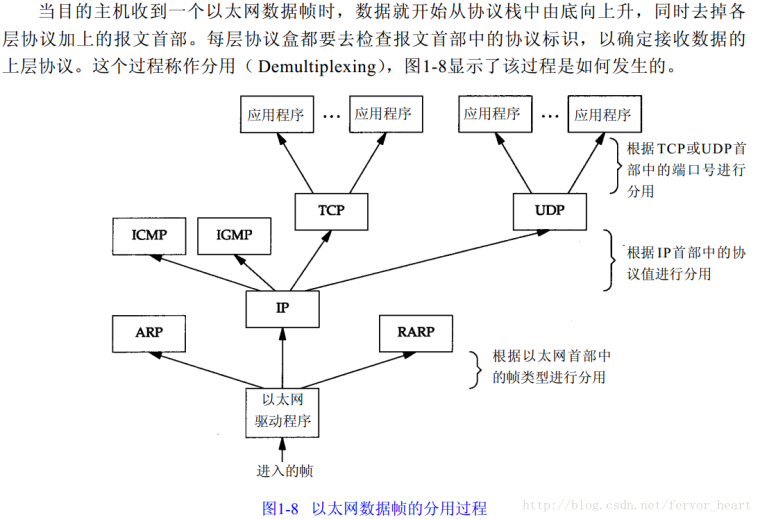 当目的主机收到一个以太网数据帧时，数据就开始从协议栈中由底向上升，同时去掉各
层协议加上的报文首部。每层协议盒都要去检查报文首部中的协议标识，以确定接收数据的
上层协议。这个过程称作分用（Demultiplexing），图1-8显示了该过程是如何发生的。
应用程序 … 应用程序 应用程序 … 应用程序
根据TCP或UDP首
部中的端口号进行
分用
TCP UDP
ICMP IGMP
根据IP首部中的协
议值进行分用
IP
ARP RARP
根据以太网首部中
的帧类型进行分用
以太网
驱动程序
进入的帧
图1-8 以太网数据帧的分用过程
http://blog.csdn.net/fervor_heart